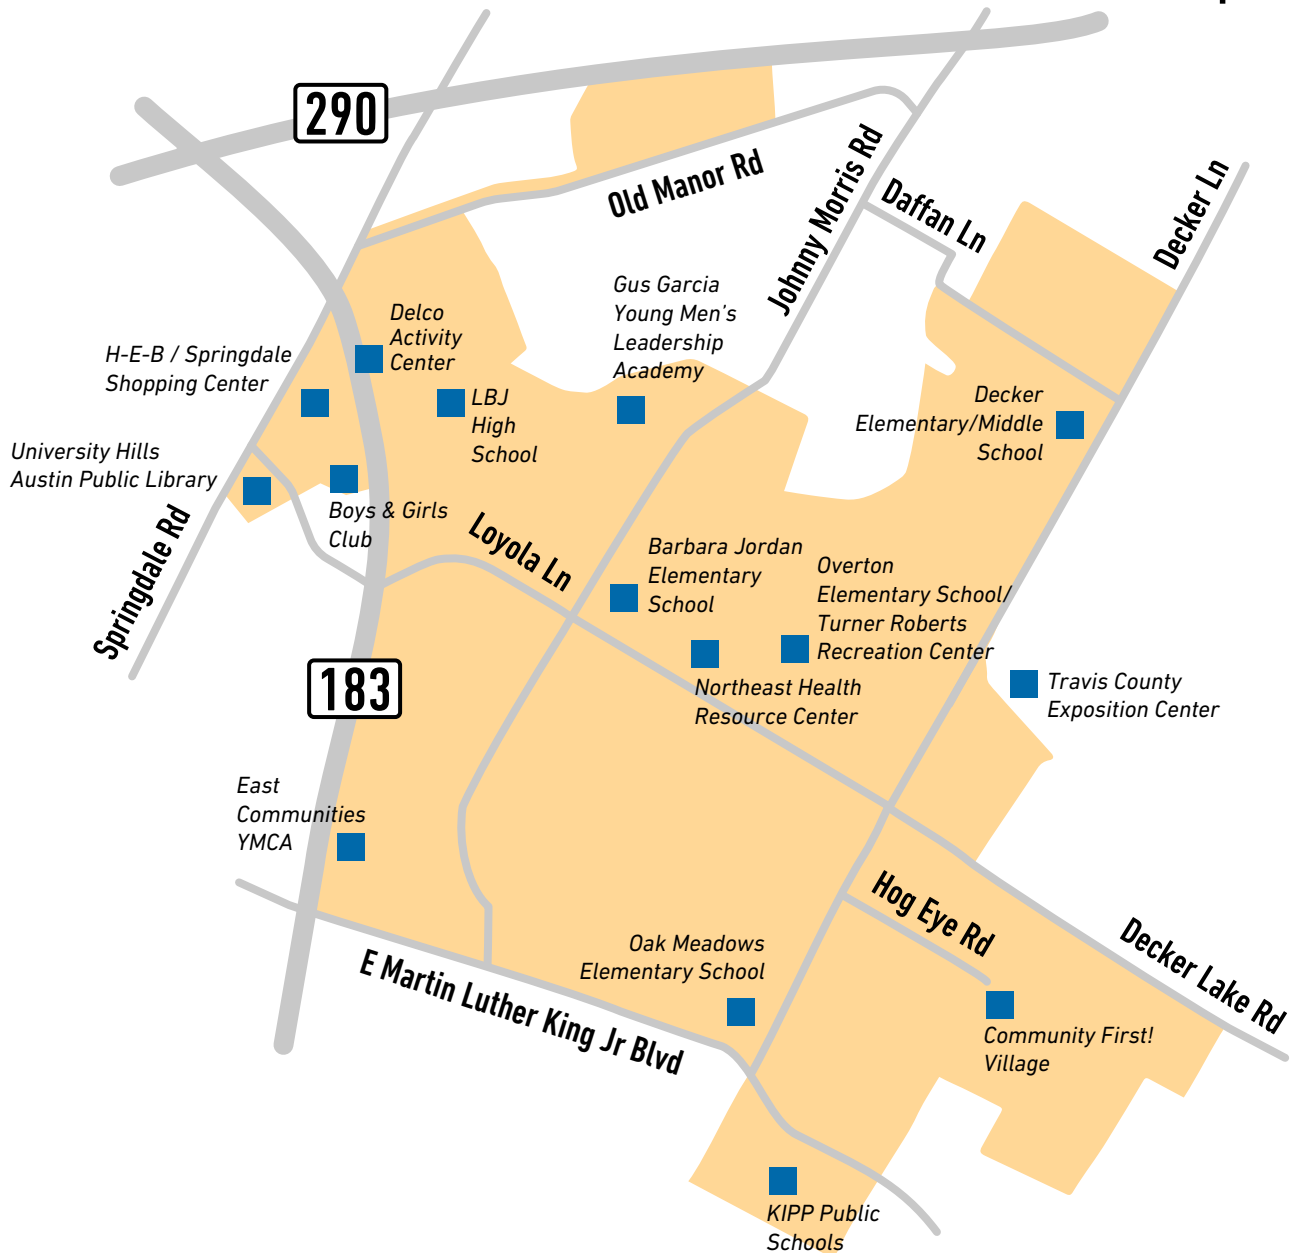 290
Old Manor Rd
Johnny Morris Rd
Daffan Ln
Decker Ln
Gus Garcia
Young Men's
Leadership
Academy
Delco
Activity
Center
H-E-B / Springdale
Shopping Center
LBJ
High
School
Decker
Elementary/Middle
School
University Hills
Austin Public Library
Boys & Girls
Club
Springdale Rd
Loyola Ln
Barbara Jordan
Elementary
School
Overton
Elementary School/
Turner Roberts
Recreation Center
183
Northeast Health
Resource Center
Travis County
Exposition Center
East
Communities
YMCA
Hog Eye Rd
Decker Lake Rd
Oak Meadows
Elementary School
E Martin Luther King Jr Blvd
Community First!
Village
KIPP Public
Schools